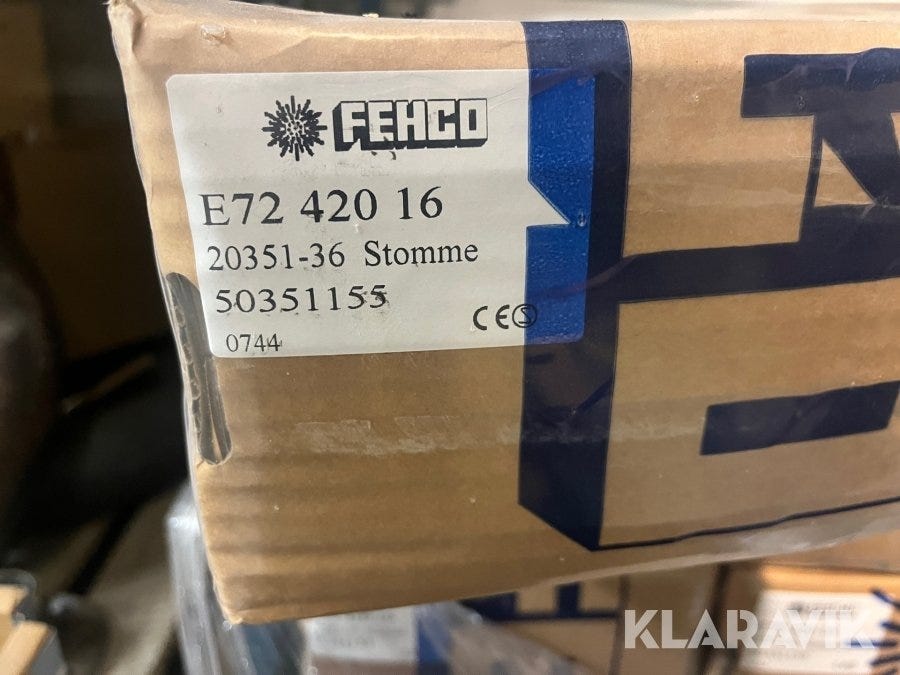 FEHCO
E72 420 16
20351-36 Stomme
50351155
CE S
0744
KLARAVIK